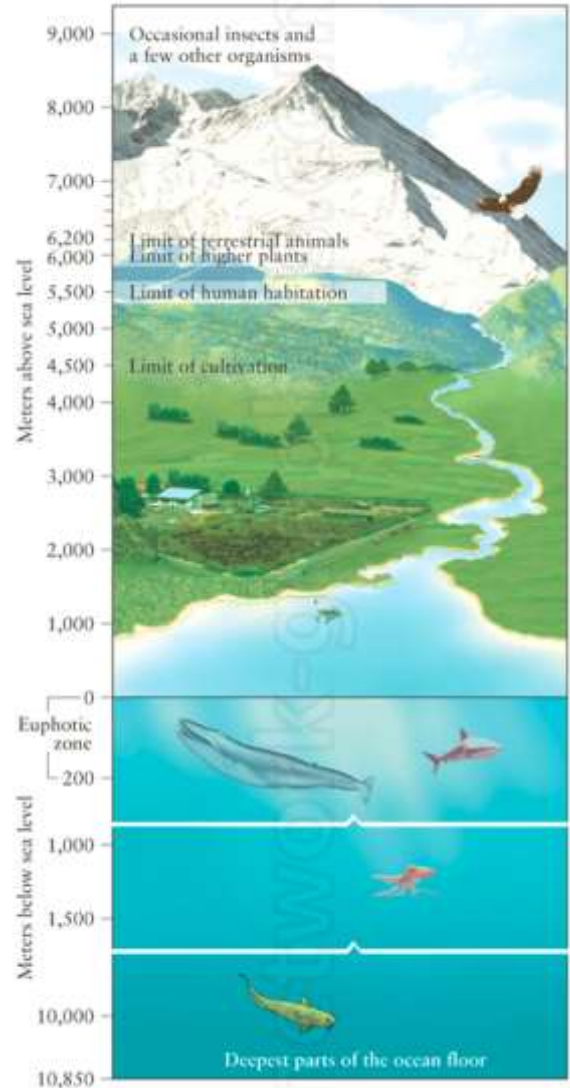 9,000
Occasional insects and
a few other organisms
8,000
7,000
6,200
Limit of terrestrial animals
6,000
Limit of higher plants
5,500
Limit of human habitation
5,000
4,500
Limit of cultivation
4,000
3,000
2,000
1,000
0
Meters above sea level
Euphotic
zone
200
1,000
1,500
10,000
Deepest parts of the ocean floor
10,850
Meters below sea level